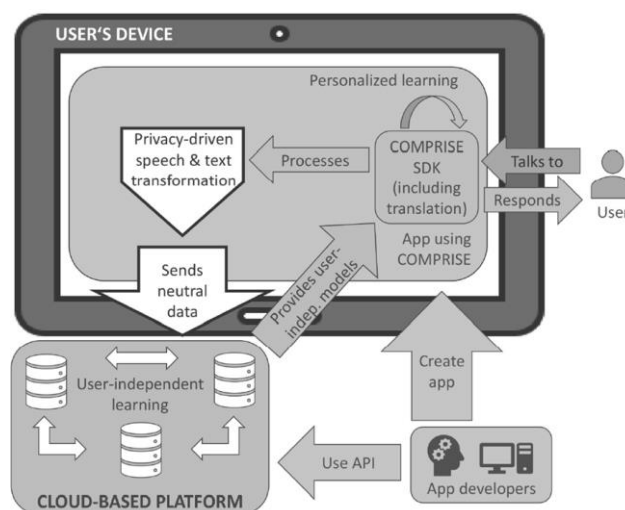 USER'S DEVICE
Personalized learning
Privacy-driven
speech & text
transformation
Processes
COMPRISE
SDK
(including
translation)
Talks to
Responds
User
App using
COMPRISE
Sends
neutral
data
Provides user-
indep. models
Create
app
User-independent
learning
Use API
App developers
CLOUD-BASED PLATFORM